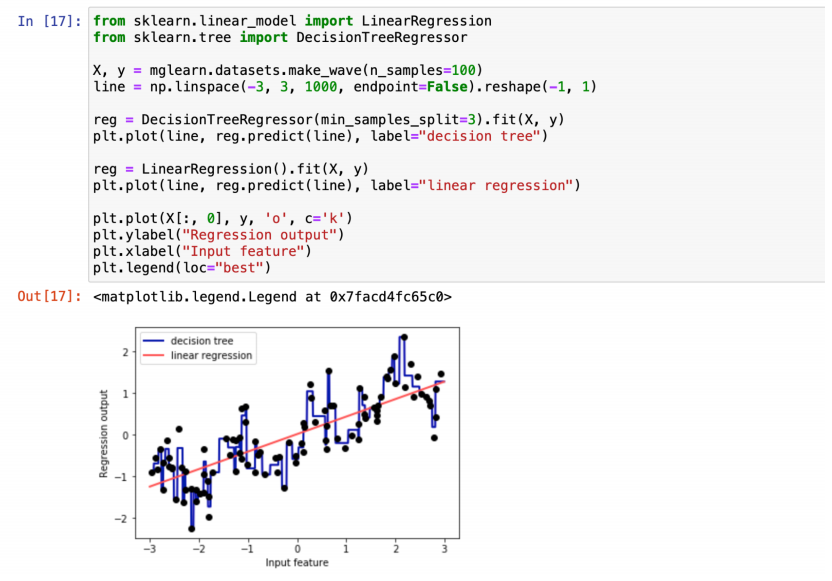 In [17]: from sklearn.linear_model import LinearRegression
from sklearn.tree import DecisionTreeRegressor
X, y = mglearn.datasets.make_wave(n_samples=100)
line = np.linspace(-3, 3, 1000, endpoint=False).reshape(-1, 1)
reg = DecisionTreeRegressor(min_samples_split=3).fit(X, y)
plt.plot(line, reg.predict(line), label="decision tree")
reg = LinearRegression().fit(X, y)
plt.plot(line, reg.predict(line), label="linear regression")
plt.plot(X[:, 0], y, 'o', c='k')
plt.ylabel("Regression output")
plt.xlabel("Input feature")
plt.legend(loc="best")
Out[17]: <matplotlib.legend.Legend at 0x7facd4fc65c0>
decision tree
linear regression
Regression output
2
1
0
−1
−2
−3 −2 −1 0 1 2 3
Input feature